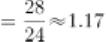 = 28/24 ≈ 1.17